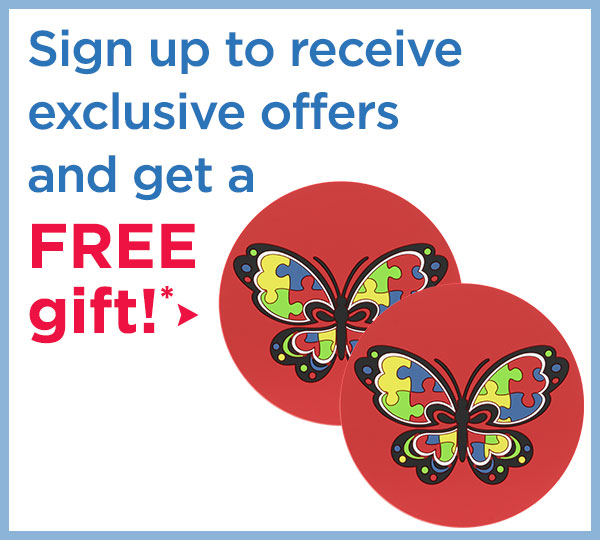 Sign up to receive
exclusive offers
and get a
FREE
gift!*